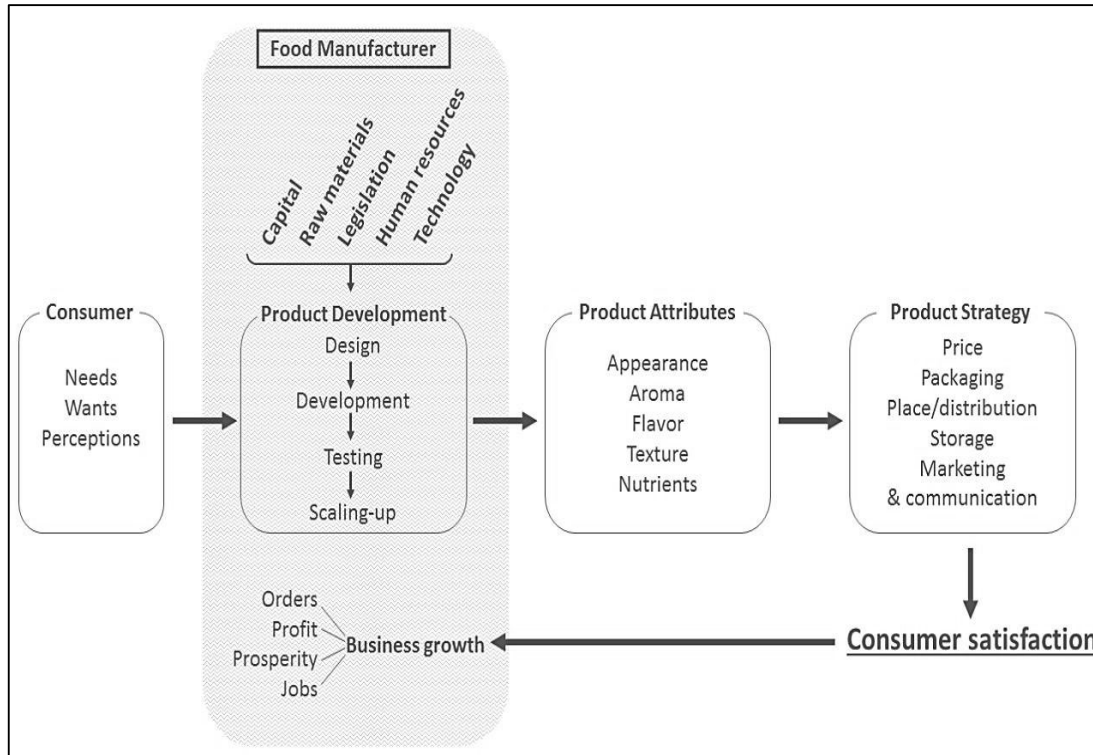 Food Manufacturer
Capital
Raw materials
Legislation
Human resources
Technology
Consumer
Needs
Wants
Perceptions
Product Development
Design
Development
Testing
Scaling-up
Product Attributes
Appearance
Aroma
Flavor
Texture
Nutrients
Product Strategy
Price
Packaging
Place/distribution
Storage
Marketing
& communication
Consumer satisfaction
Business growth
Orders
Profit
Prosperity
Jobs